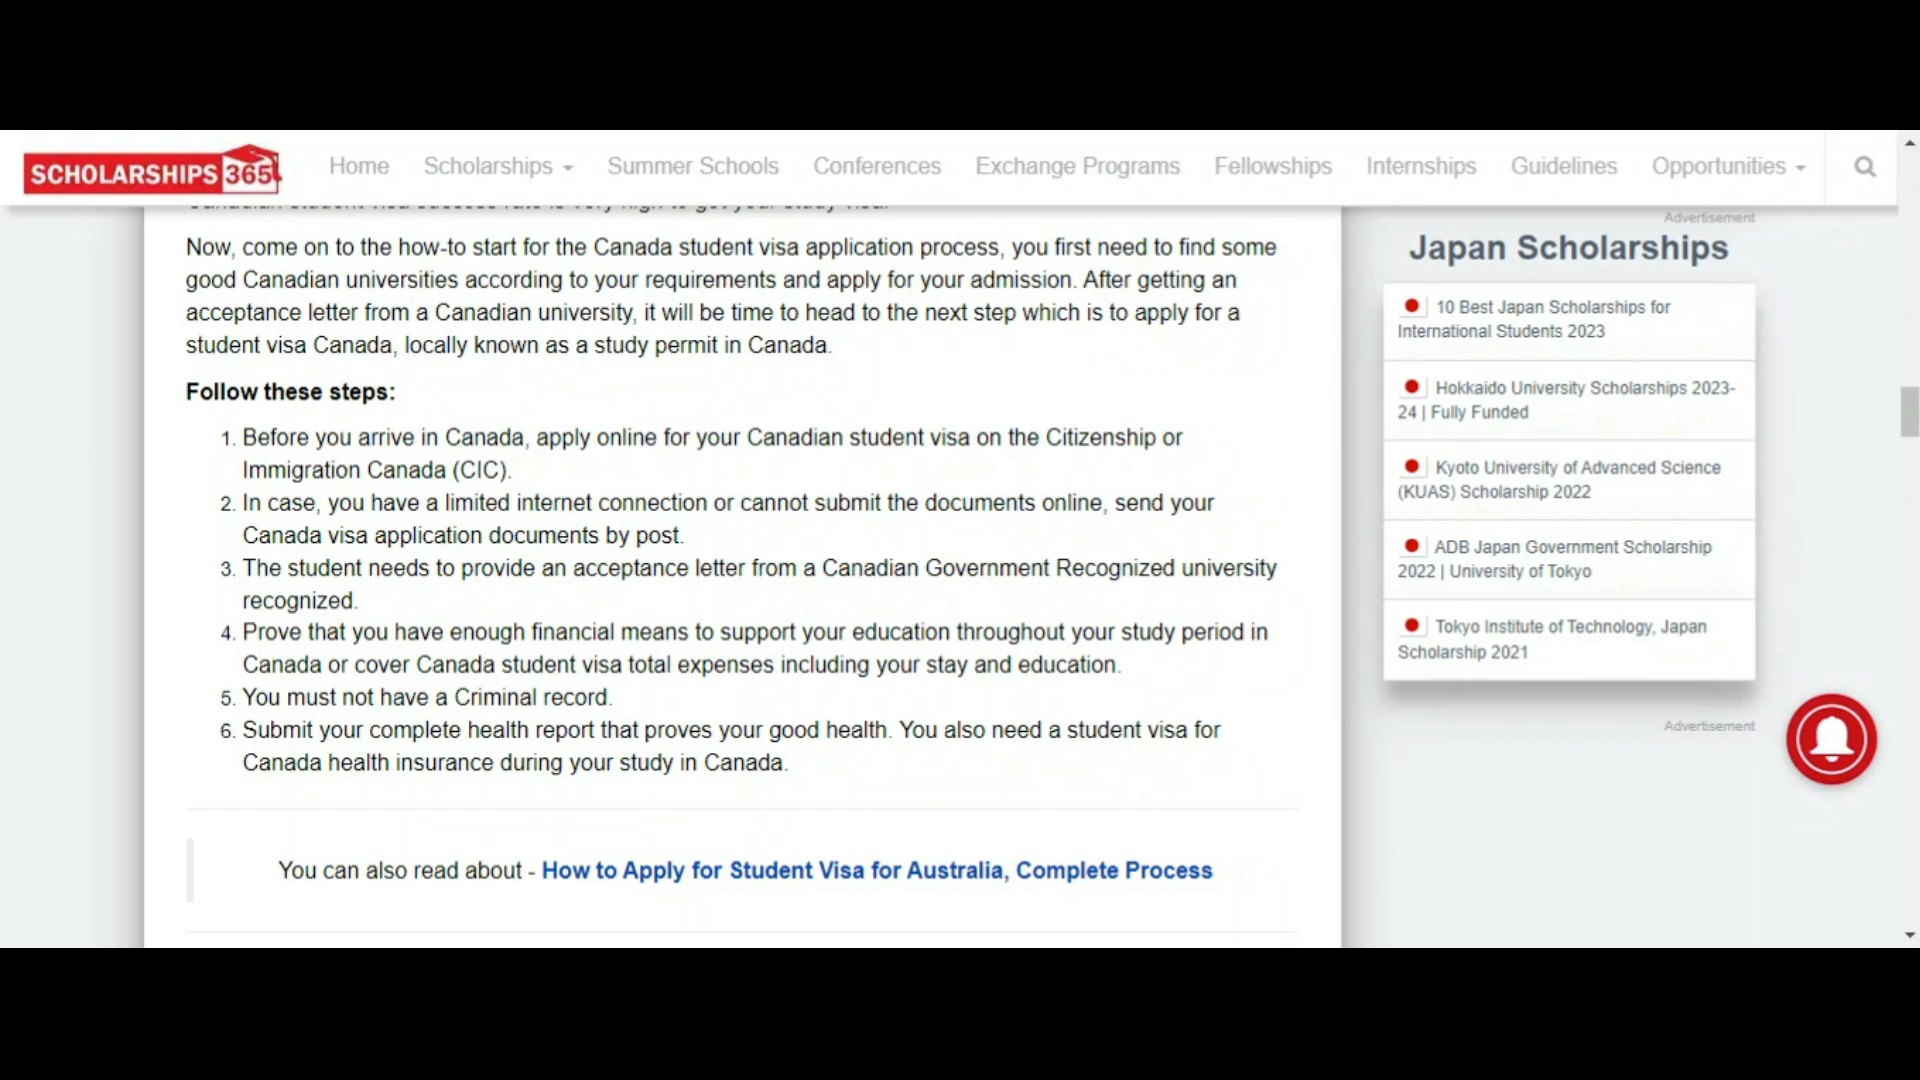 SCHOLARSHIPS 365
Home Scholarships Summer Schools Conferences Exchange Programs Fellowships Internships Guidelines Opportunities
Now, come on to the how-to start for the Canada student visa application process, you first need to find some
good Canadian universities according to your requirements and apply for your admission. After getting an
acceptance letter from a Canadian university, it will be time to head to the next step which is to apply for a
student visa Canada, locally known as a study permit in Canada.
Follow these steps:
1. Before you arrive in Canada, apply online for your Canadian student visa on the Citizenship or
Immigration Canada (CIC).
2. In case, you have a limited internet connection or cannot submit the documents online, send your
Canada visa application documents by post.
3. The student needs to provide an acceptance letter from a Canadian Government Recognized university
recognized.
4. Prove that you have enough financial means to support your education throughout your study period in
Canada or cover Canada student visa total expenses including your stay and education.
5. You must not have a Criminal record.
6. Submit your complete health report that proves your good health. You also need a student visa for
Canada health insurance during your study in Canada.
You can also read about - How to Apply for Student Visa for Australia, Complete Process
Advertisement
Japan Scholarships
10 Best Japan Scholarships for
International Students 2023
Hokkaido University Scholarships 2023-
24 | Fully Funded
Kyoto University of Advanced Science
(KUAS) Scholarship 2022
ADB Japan Government Scholarship
2022 | University of Tokyo
Tokyo Institute of Technology, Japan
Scholarship 2021
Advertisement